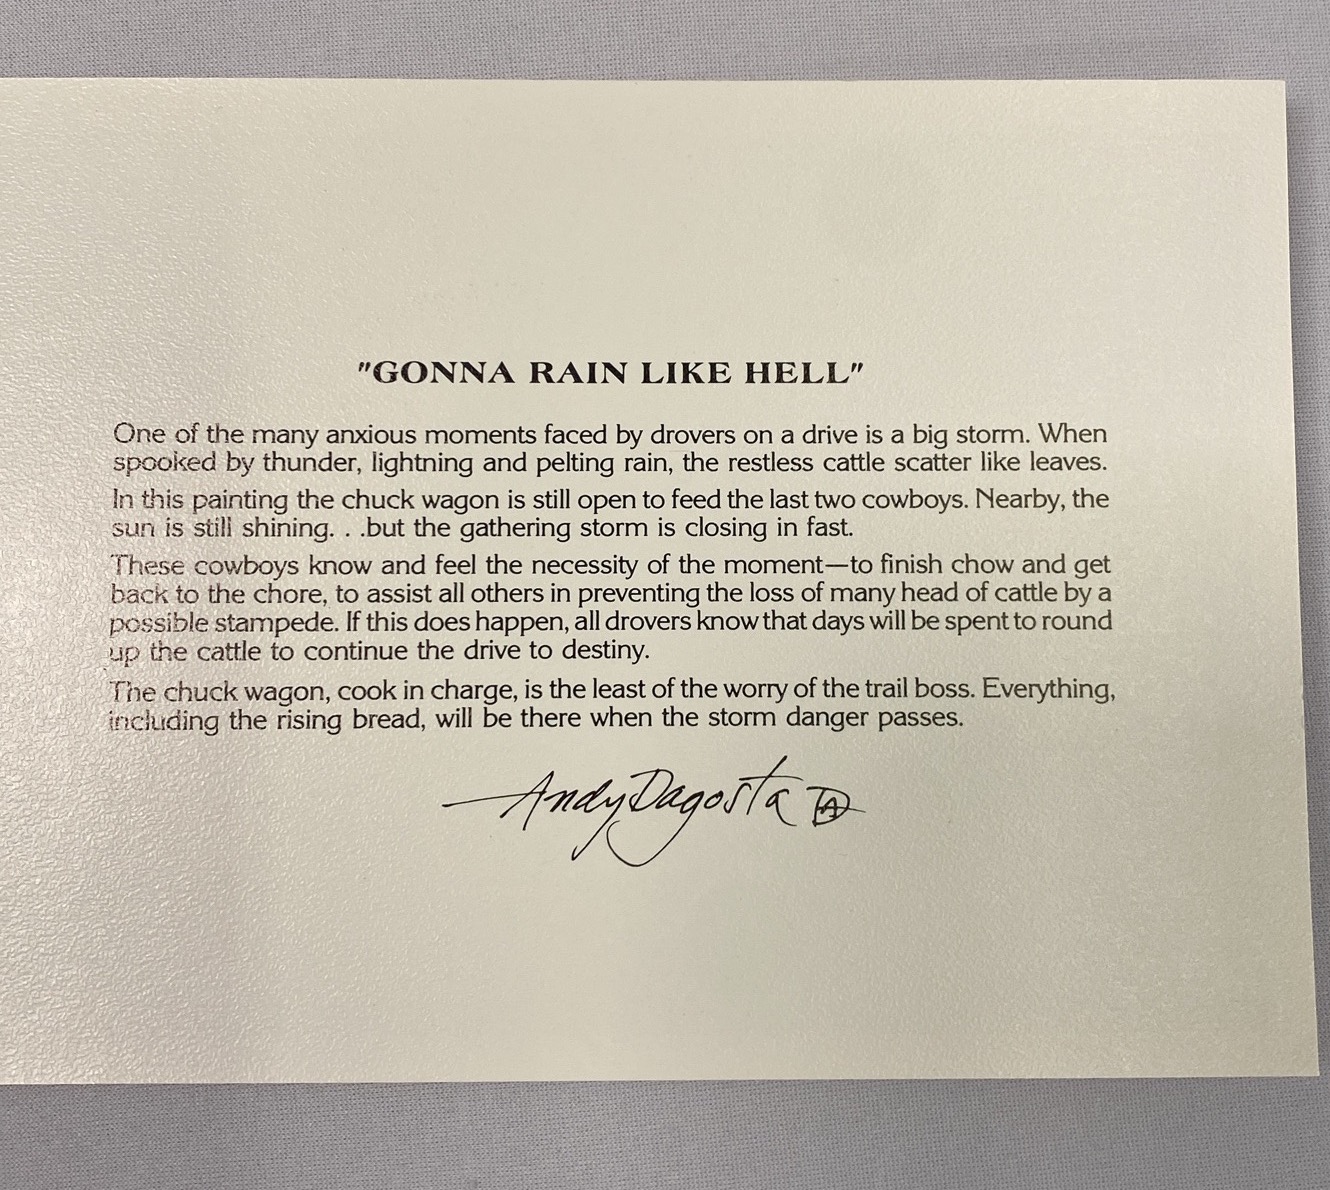 "GONNA RAIN LIKE HELL"
One of the many anxious moments faced by drovers on a drive is a big storm. When
spooked by thunder, lightning and pelting rain, the restless cattle scatter like leaves.
In this painting the chuck wagon is still open to feed the last two cowboys. Nearby, the
sun is still shining. . .but the gathering storm is closing in fast.
These cowboys know and feel the necessity of the moment—to finish chow and get
back to the chore, to assist all others in preventing the loss of many head of cattle by a
possible stampede. If this does happen, all drovers know that days will be spent to round
up the cattle to continue the drive to destiny.
The chuck wagon, cook in charge, is the least of the worry of the trail boss. Everything,
including the rising bread, will be there when the storm danger passes.
Andy Dagosta